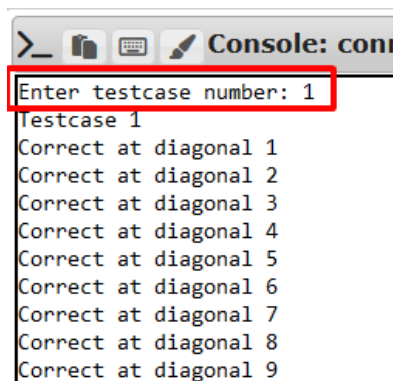 Console: conn
Enter testcase number: 1
Testcase 1
Correct at diagonal 1
Correct at diagonal 2
Correct at diagonal 3
Correct at diagonal 4
Correct at diagonal 5
Correct at diagonal 6
Correct at diagonal 7
Correct at diagonal 8
Correct at diagonal 9